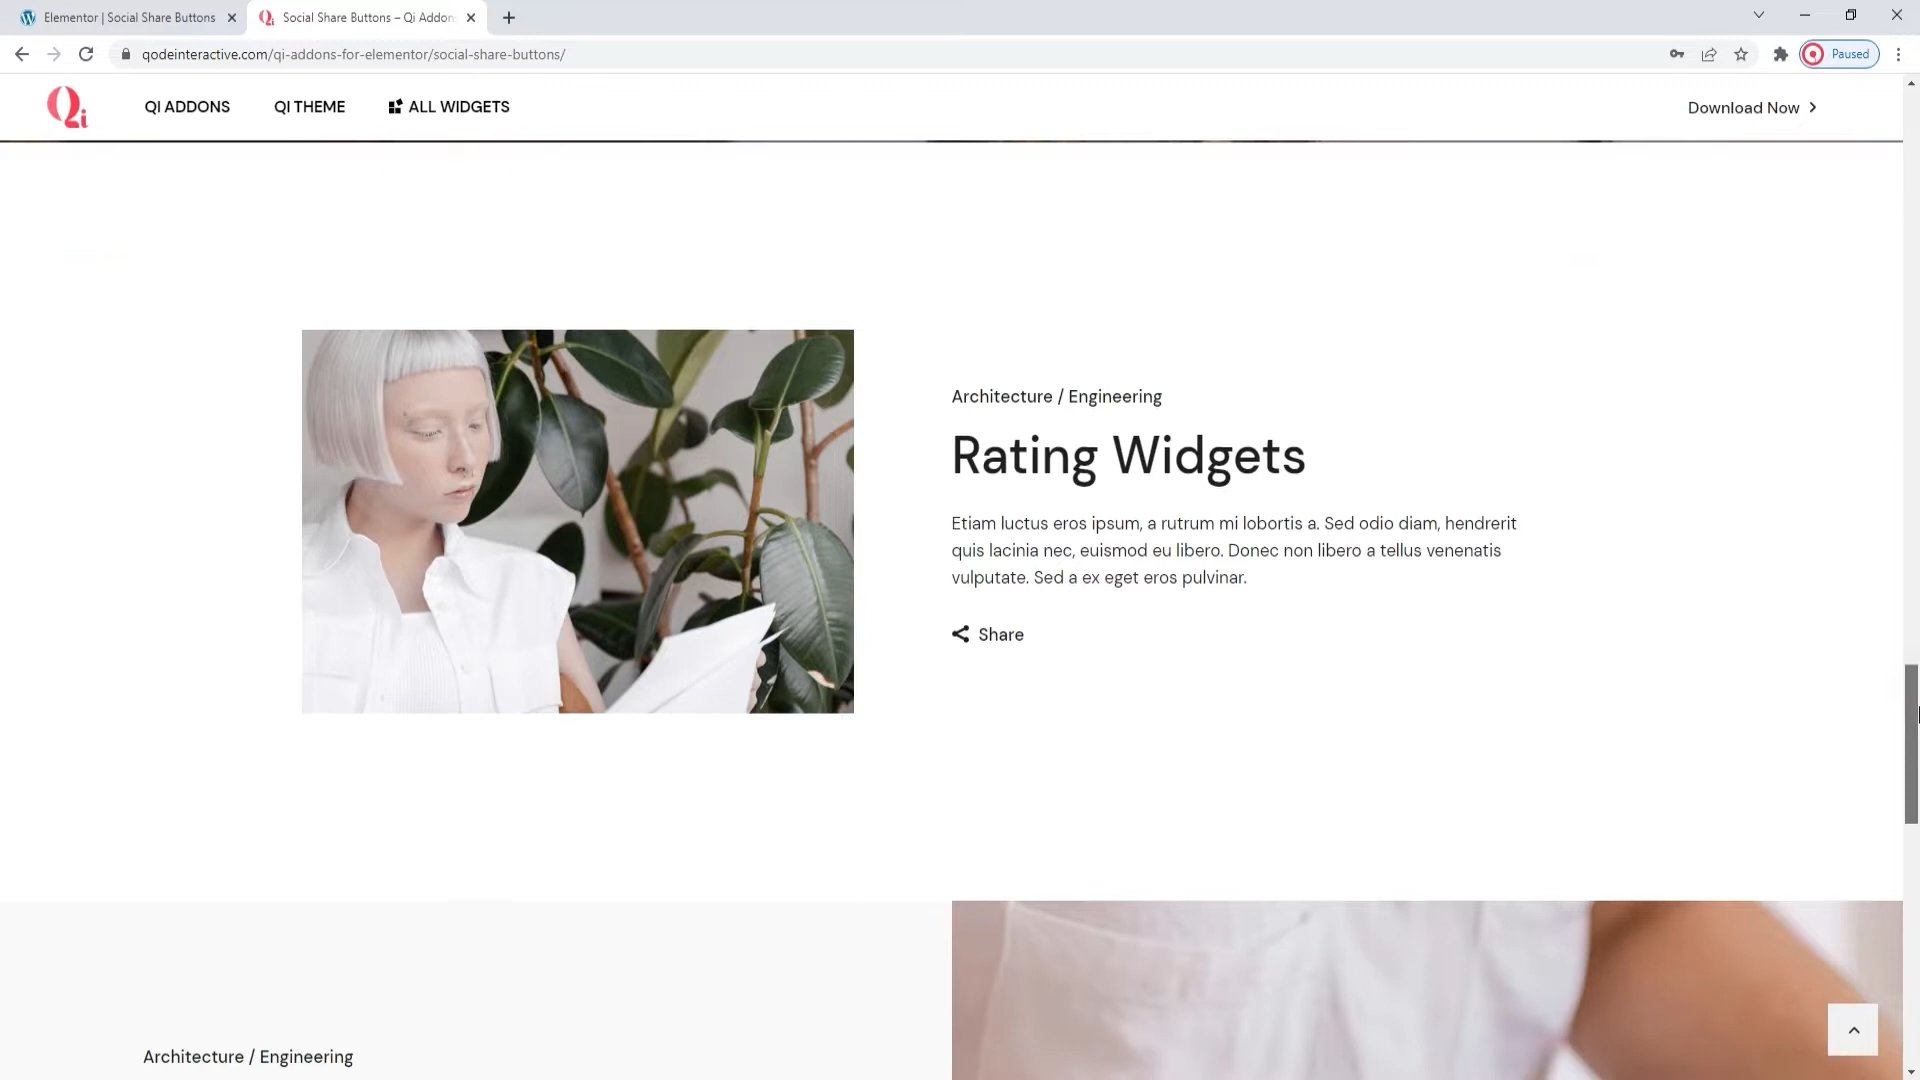 Elementor | Social Share Buttons
Social Share Buttons – Qi Addons
qodeinteractive.com/qi-addons-for-elementor/social-share-buttons/
Paused
Qi
QI ADDONS
QI THEME
ALL WIDGETS
Download Now
Architecture / Engineering
Rating Widgets
Etiam luctus eros ipsum, a rutrum mi lobortis a. Sed odio diam, hendrerit
quis lacinia nec, euismod eu libero. Donec non libero a tellus venenatis
vulputate. Sed a ex eget eros pulvinar.
Share
Architecture / Engineering